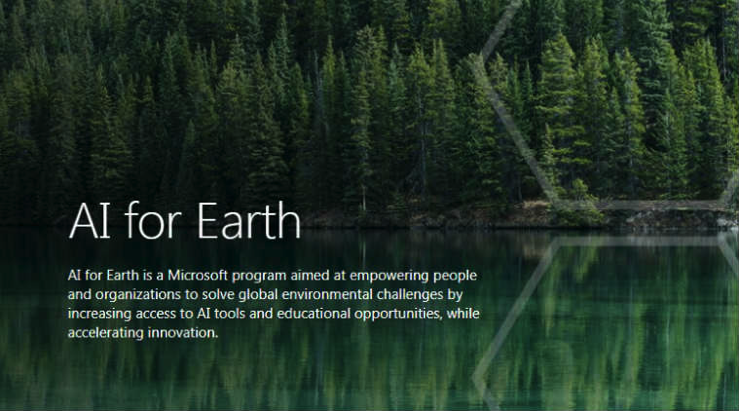 AI for Earth
AI for Earth is a Microsoft program aimed at empowering people
and organizations to solve global environmental challenges by
increasing access to AI tools and educational opportunities, while
accelerating innovation.